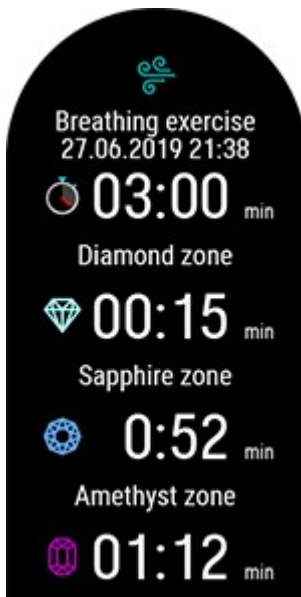 Breathing exercise
27.06.2019 21:38
03:00 min
Diamond zone
00:15 min
Sapphire zone
0:52 min
Amethyst zone
01:12 min